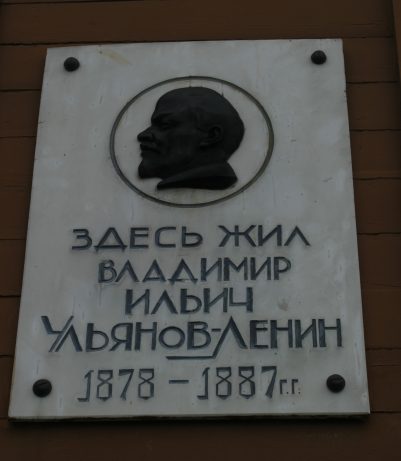 ЗДЕСЬ ЖИЛ
ВЛАДИМИР
ИЛЬИЧ
УЛЬЯНОВ-ЛЕНИН
1878 - 1887 г.г.